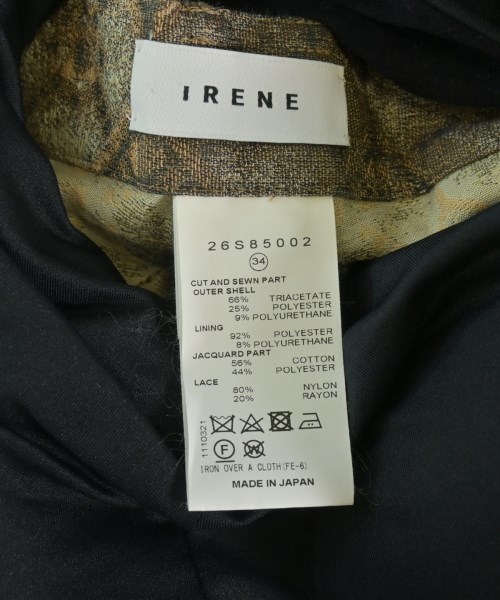 IRENE
26S85002
34
CUT AND SEWN PART
OUTER SHELL
66% TRIACETATE
25% POLYESTER
9% POLYURETHANE
LINING
92% POLYESTER
8% POLYURETHANE
JACQUARD PART
56% COTTON
44% POLYESTER
LACE
80% NYLON
20% RAYON
1110321
F W
IRON OVER A CLOTH(FE-6)
MADE IN JAPAN